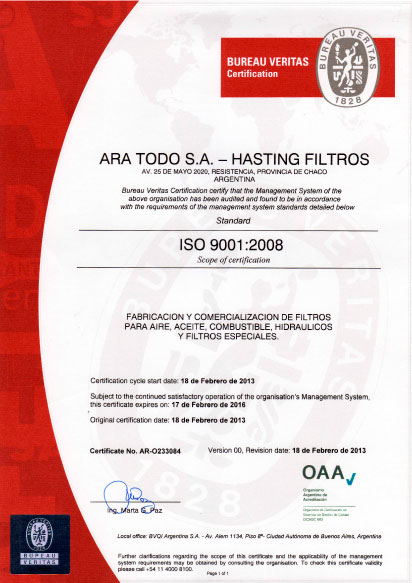 BUREAU VERITAS
Certification
BUREAU VERITAS
1828
ARA TODO S.A. – HASTING FILTROS
AV. 25 DE MAYO 2020, RESISTENCIA, PROVINCIA DE CHACO
ARGENTINA
Bureau Veritas Certification certify that the Management System of the
above organisation has been audited and found to be in accordance
with the requirements of the management system standards detailed below
Standard
ISO 9001:2008
Scope of certification
FABRICACION Y COMERCIALIZACION DE FILTROS
PARA AIRE, ACEITE, COMBUSTIBLE, HIDRAULICOS
Y FILTROS ESPECIALES.
Certification cycle start date: 18 de Febrero de 2013
Subject to the continued satisfactory operation of the organisation's Management System,
this certificate expires on: 17 de Febrero de 2016
Original certification date: 18 de Febrero de 2013
Certificate No. AR-O233084
Version 00, Revision date: 18 de Febrero de 2013
OAA
Organismo
Argentino de
Acreditación
Ing. Marta G. Paz
Local office: BVQI Argentina S.A. - Av. Alem 1134, Piso 8º- Ciudad Autónoma de Buenos Aires, Argentina
Further clarifications regarding the scope of this certificate and the applicability of the management
system requirements may be obtained by consulting the organisation. To check this certificate validity
please call +54 11 4000 8100.
Page 1 of 1
BUREAU
VERITAS